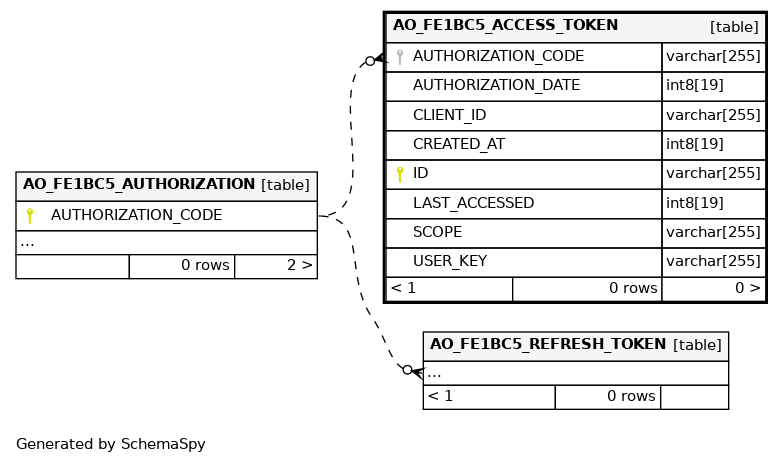 AO_FE1BC5_ACCESS_TOKEN [table]
AUTHORIZATION_CODE varchar[255]
AUTHORIZATION_DATE int8[19]
CLIENT_ID varchar[255]
CREATED_AT int8[19]
ID varchar[255]
LAST_ACCESSED int8[19]
SCOPE varchar[255]
USER_KEY varchar[255]
< 1 0 rows 0 >
AO_FE1BC5_AUTHORIZATION [table]
AUTHORIZATION_CODE
...
0 rows 2 >
AO_FE1BC5_REFRESH_TOKEN [table]
...
< 1 0 rows
Generated by SchemaSpy